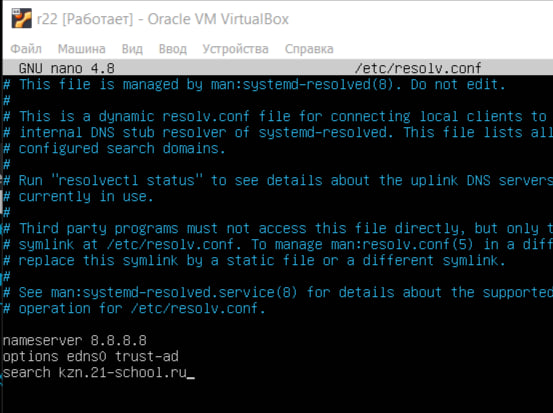 r22 [Работает] - Oracle VM VirtualBox
Файл Машина Вид Ввод Устройства Справка
GNU nano 4.8 /etc/resolv.conf
# This file is managed by man:systemd-resolved(8). Do not edit.
#
# This is a dynamic resolv.conf file for connecting local clients to
# internal DNS stub resolver of systemd-resolved. This file lists all
# configured search domains.
#
# Run "resolvectl status" to see details about the uplink DNS servers
# currently in use.
#
# Third party programs must not access this file directly, but only t
# symlink at /etc/resolv.conf. To manage man:resolv.conf(5) in a diff
# replace this symlink by a static file or a different symlink.
#
# See man:systemd-resolved.service(8) for details about the supported
# operation for /etc/resolv.conf.
nameserver 8.8.8.8
options edns0 trust-ad
search kzn.21-school.ru_